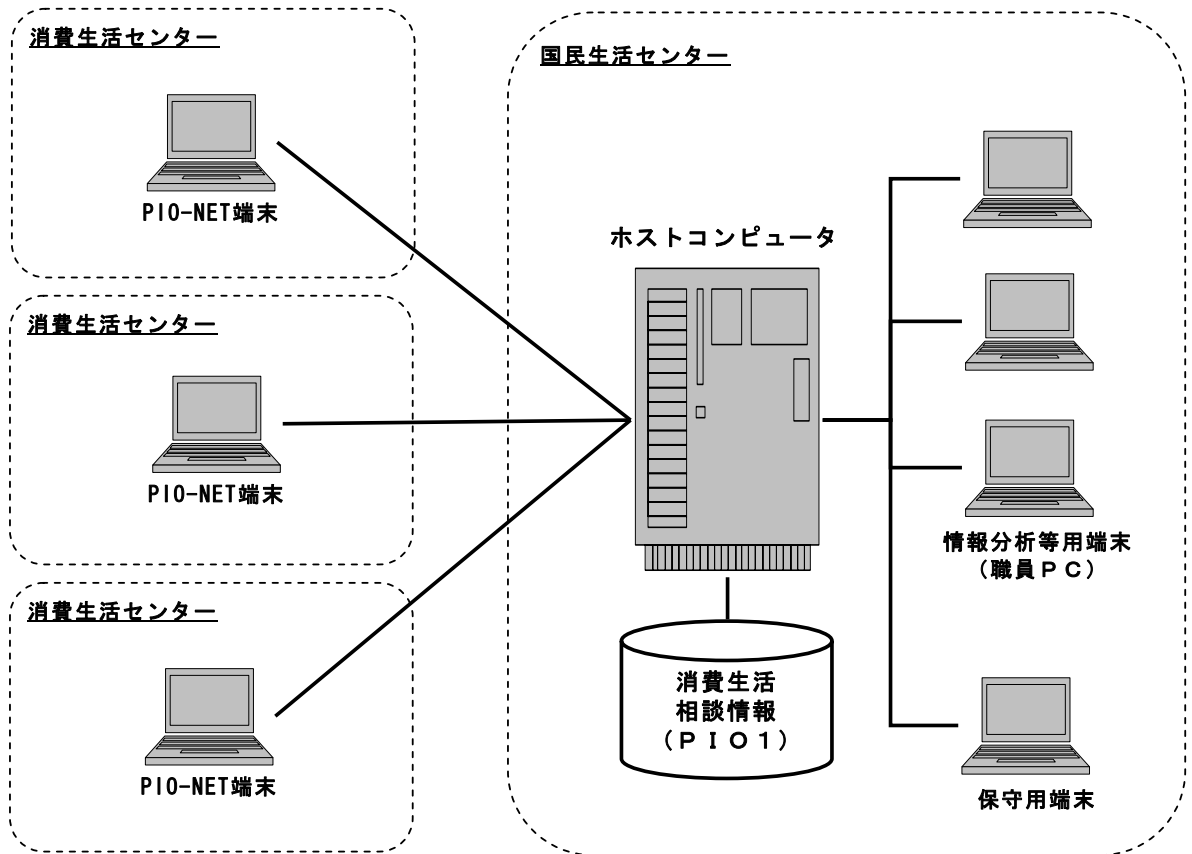 消費生活センター
PIO-NET端末
消費生活センター
PIO-NET端末
消費生活センター
PIO-NET端末
国民生活センター
ホストコンピュータ
消費生活
相談情報
（ＰＩＯ１）
情報分析等用端末
（職員ＰＣ）
保守用端末